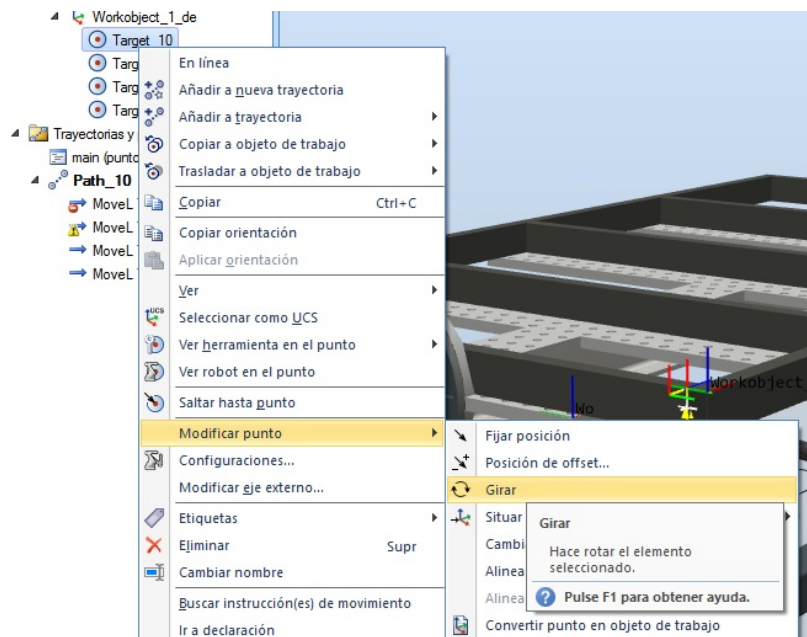 Workobject_1_de
Target_10
Targ
Targ
Targ
Trayectorias y
main (punto
Path_10
MoveL
MoveL
MoveL
MoveL
En línea
Añadir a nueva trayectoria
Añadir a trayectoria
Copiar a objeto de trabajo
Trasladar a objeto de trabajo
Copiar Ctrl+C
Copiar orientación
Aplicar orientación
Ver
Seleccionar como UCS
Ver herramienta en el punto
Ver robot en el punto
Saltar hasta punto
Modificar punto
Configuraciones...
Modificar eje externo...
Etiquetas
Eliminar Supr
Cambiar nombre
Buscar instrucción(es) de movimiento
Ir a declaración
Workobject
Wo
Fijar posición
Posición de offset...
Girar
Situar
Cambi
Alinea
Alinea
Convertir punto en objeto de trabajo
Girar
Hace rotar el elemento
seleccionado.
Pulse F1 para obtener ayuda.